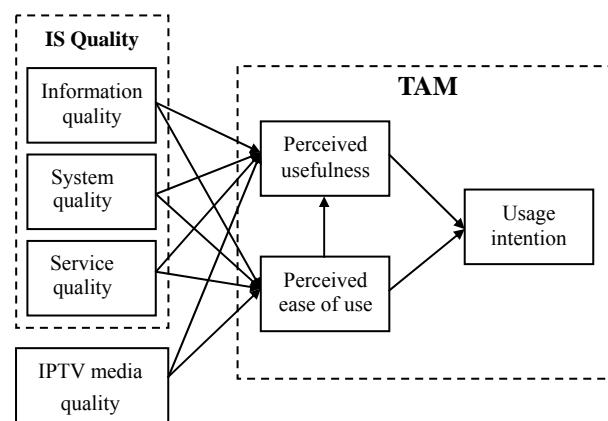 IS Quality
Information
quality
System
quality
Service
quality
IPTV media
quality
TAM
Perceived
usefulness
Perceived
ease of use
Usage
intention